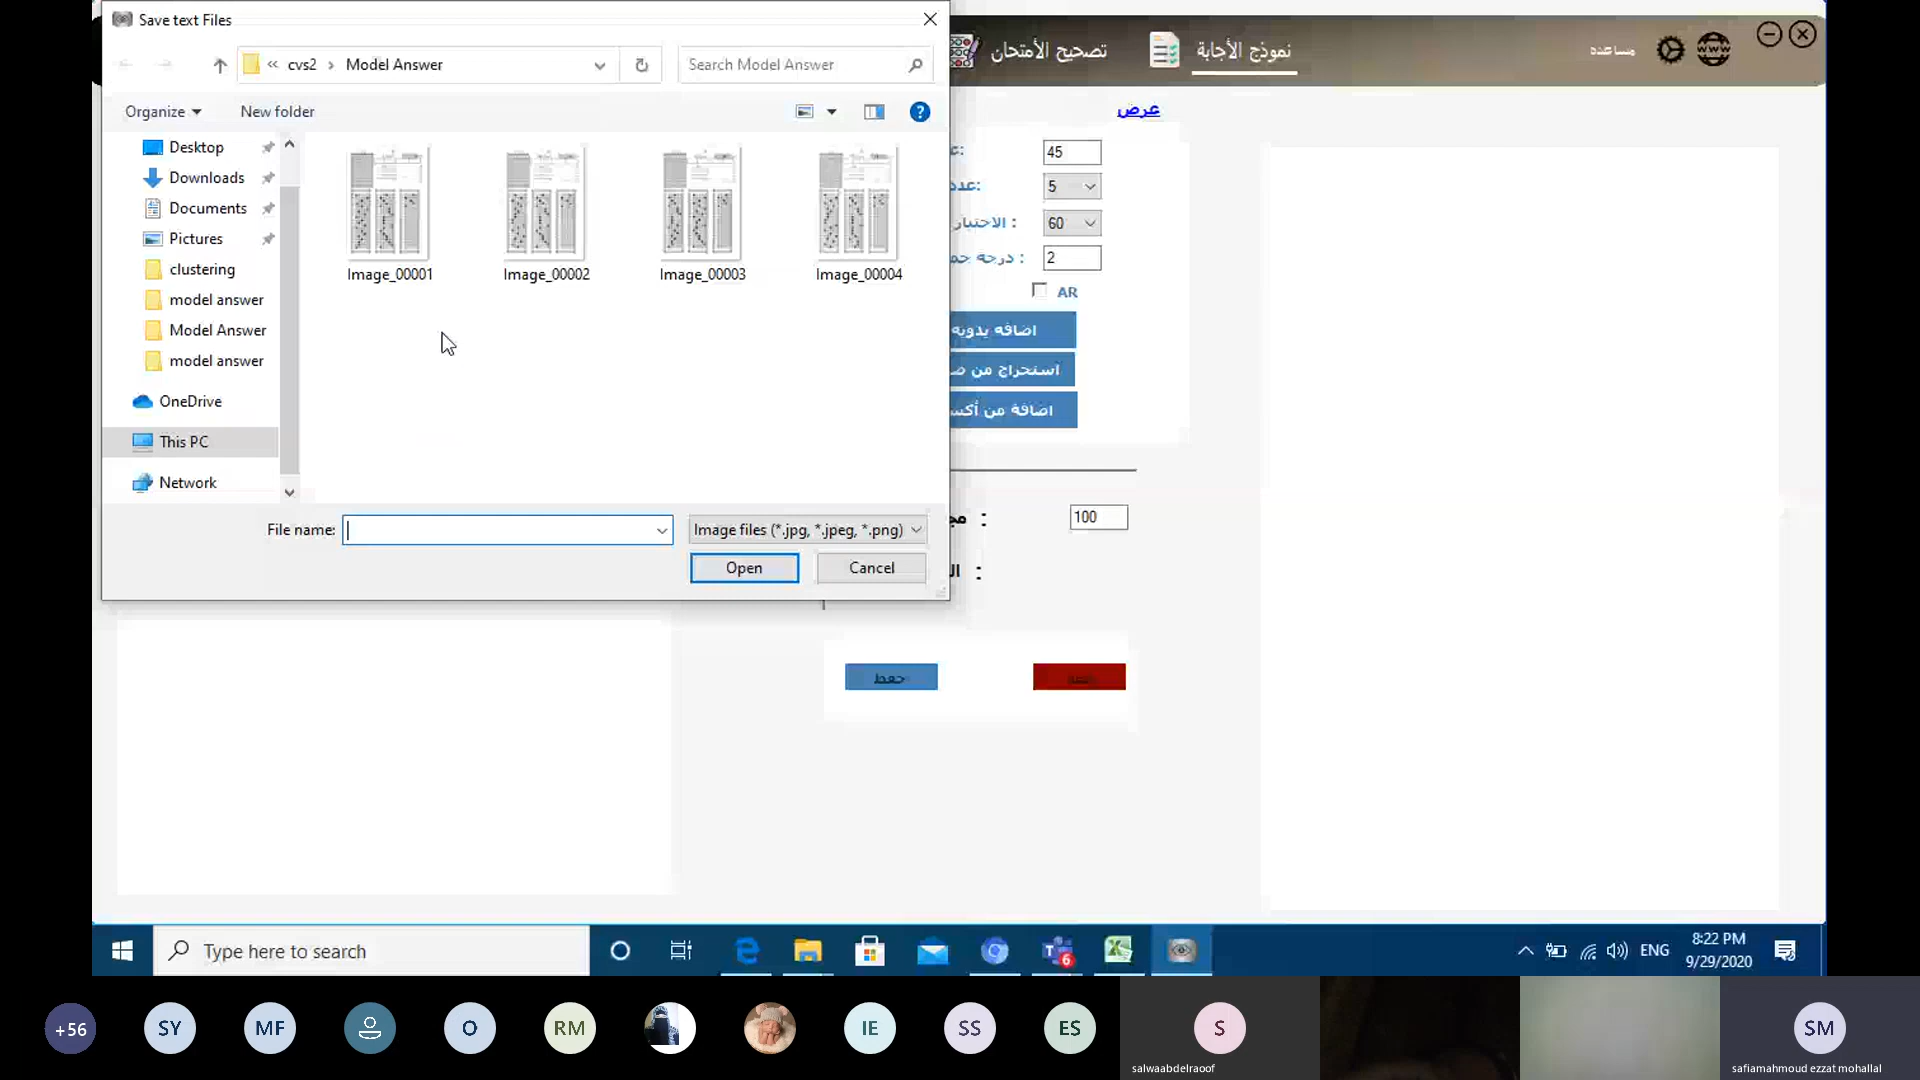 Save text Files
cvs2 › Model Answer
Search Model Answer
Organize
New folder
Desktop
Downloads
Documents
Pictures
clustering
model answer
Model Answer
model answer
OneDrive
This PC
Network
Image_00001
Image_00002
Image_00003
Image_00004
File name:
Image files (*.jpg, *.jpeg, *.png)
Open
Cancel
تصحيح الأمتحان
نموذج الأجابة
مساعده
عرض
45
5
الاختبار :
60
درجه
2
AR
اضافه يدويه
استخراج من
اضافة من
100
حفظ
Type here to search
6
ENG
8:22 PM
9/29/2020
+56
SY
MF
O
RM
IE
SS
ES
S
salwaabdelraoof
SM
safiamahmoud ezzat mohallal